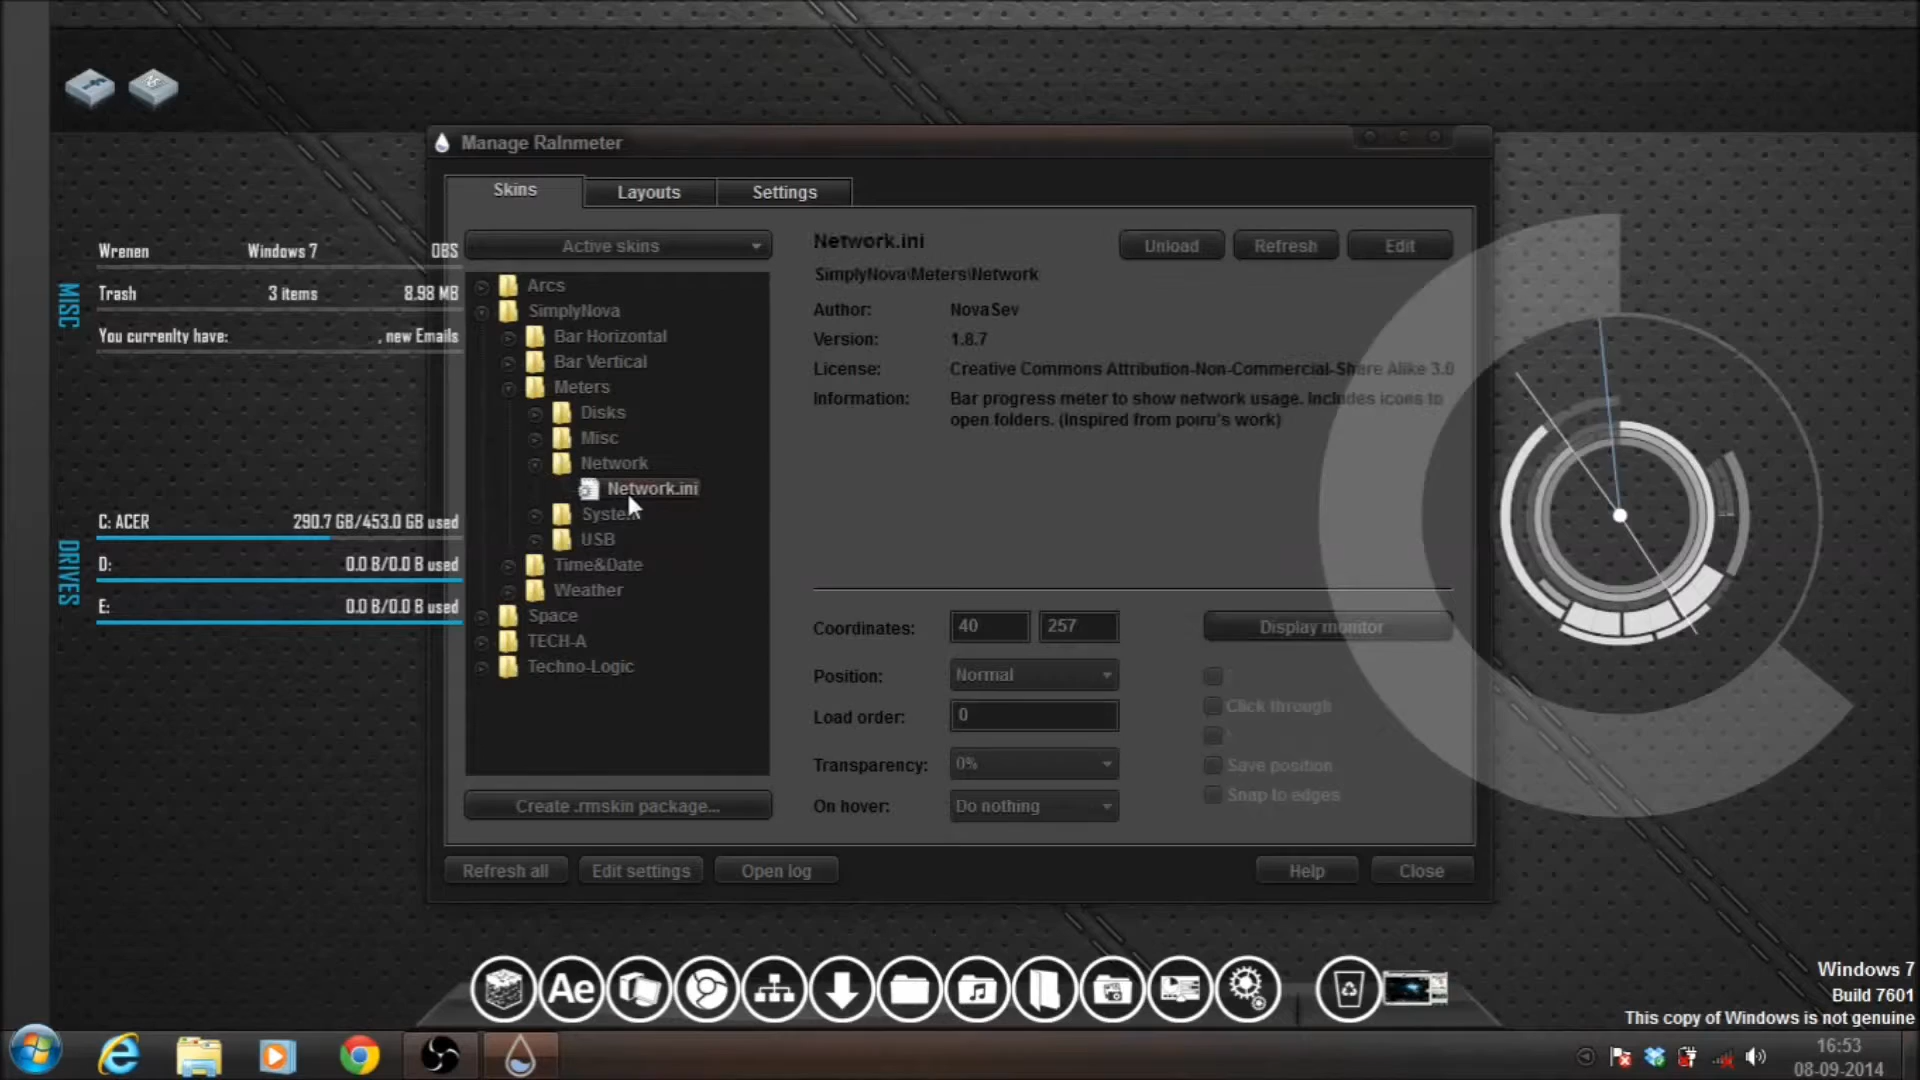 Manage RaInmeter
Skins
Layouts
Settings
Active skins
Arcs
SimplyNova
Bar Horizontal
Bar Vertical
Meters
Disks
Misc
Network
Network.ini
System
USB
Time&Date
Weather
Space
TECH-A
Techno-Logic
Create .rmskin package...
Network.ini
Unload
Refresh
Edit
SimplyNova\Meters\Network
Author: NovaSev
Version: 1.8.7
License: Creative Commons Attribution-Non-Commercial-Share Alike 3.0
Information: Bar progress meter to show network usage. Includes icons to
open folders. (Inspired from poiru's work)
Coordinates: 40 257
Display monitor
Position: Normal
Load order: 0
Click through
Transparency: 0%
Save position
On hover: Do nothing
Snap to edges
Refresh all
Edit settings
Open log
Help
Close
MISC
Wrenen Windows 7 OBS
Trash 3 items 8.98 MB
You currenlty have: , new Emails
DRIVES
C: ACER 290.7 GB/453.0 GB used
D: 0.0 B/0.0 B used
E: 0.0 B/0.0 B used
Ae
Windows 7
Build 7601
This copy of Windows is not genuine
16:53
08-09-2014